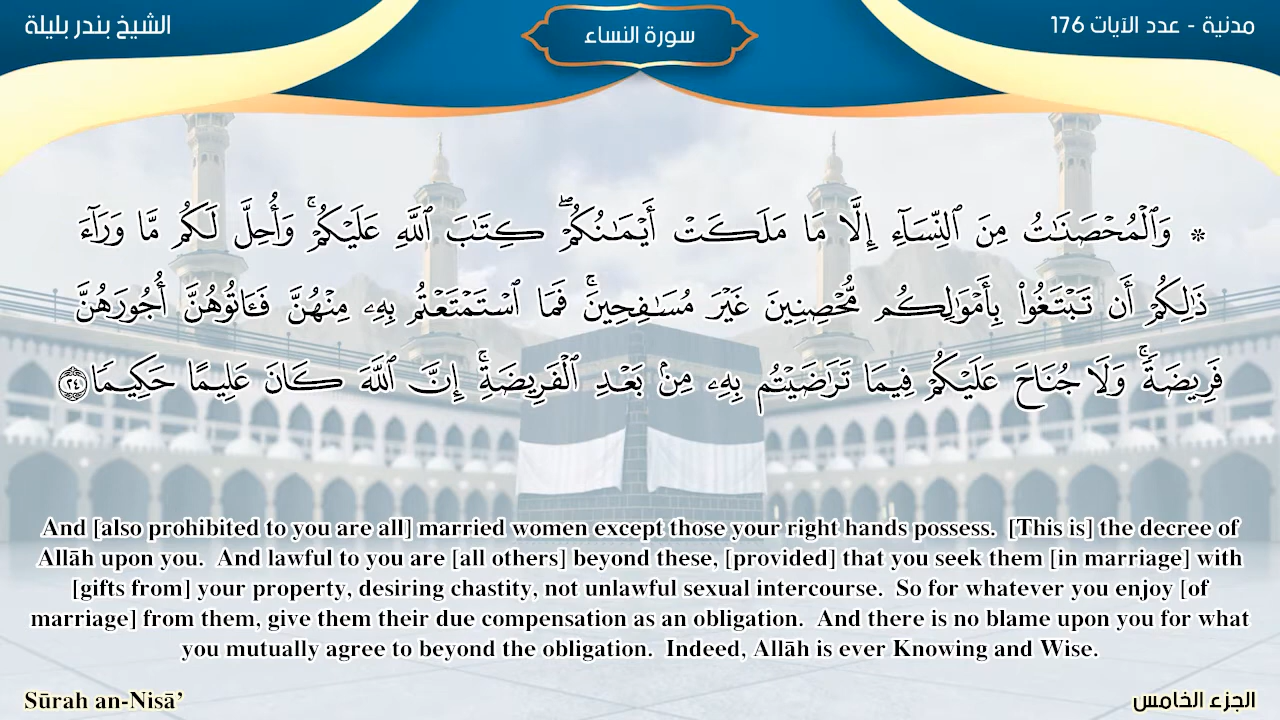 مدنية - عدد الآيات 176
سورة النساء
الشيخ بندر بليلة
۞ وَٱلْمُحْصَنَٰتُ مِنَ ٱلنِّسَآءِ إِلَّا مَا مَلَكَتْ أَيْمَٰنُكُمْ ۖ كِتَٰبَ ٱللَّهِ عَلَيْكُمْ ۚ وَأُحِلَّ لَكُم مَّا وَرَآءَ
ذَٰلِكُمْ أَن تَبْتَغُوا۟ بِأَمْوَٰلِكُم مُّحْصِنِينَ غَيْرَ مُسَٰفِحِينَ ۚ فَمَا ٱسْتَمْتَعْتُم بِهِۦ مِنْهُنَّ فَـَٔاتُوهُنَّ أُجُورَهُنَّ
فَرِيضَةً ۚ وَلَا جُنَاحَ عَلَيْكُمْ فِيمَا تَرَٰضَيْتُم بِهِۦ مِنۢ بَعْدِ ٱلْفَرِيضَةِ ۚ إِنَّ ٱللَّهَ كَانَ عَلِيمًا حَكِيمًا ٢٤
And [also prohibited to you are all] married women except those your right hands possess.  [This is] the decree of
Allāh upon you.  And lawful to you are [all others] beyond these, [provided] that you seek them [in marriage] with
[gifts from] your property, desiring chastity, not unlawful sexual intercourse.  So for whatever you enjoy [of
marriage] from them, give them their due compensation as an obligation.  And there is no blame upon you for what
you mutually agree to beyond the obligation.  Indeed, Allāh is ever Knowing and Wise.
Sūrah an-Nisā’
الجزء الخامس